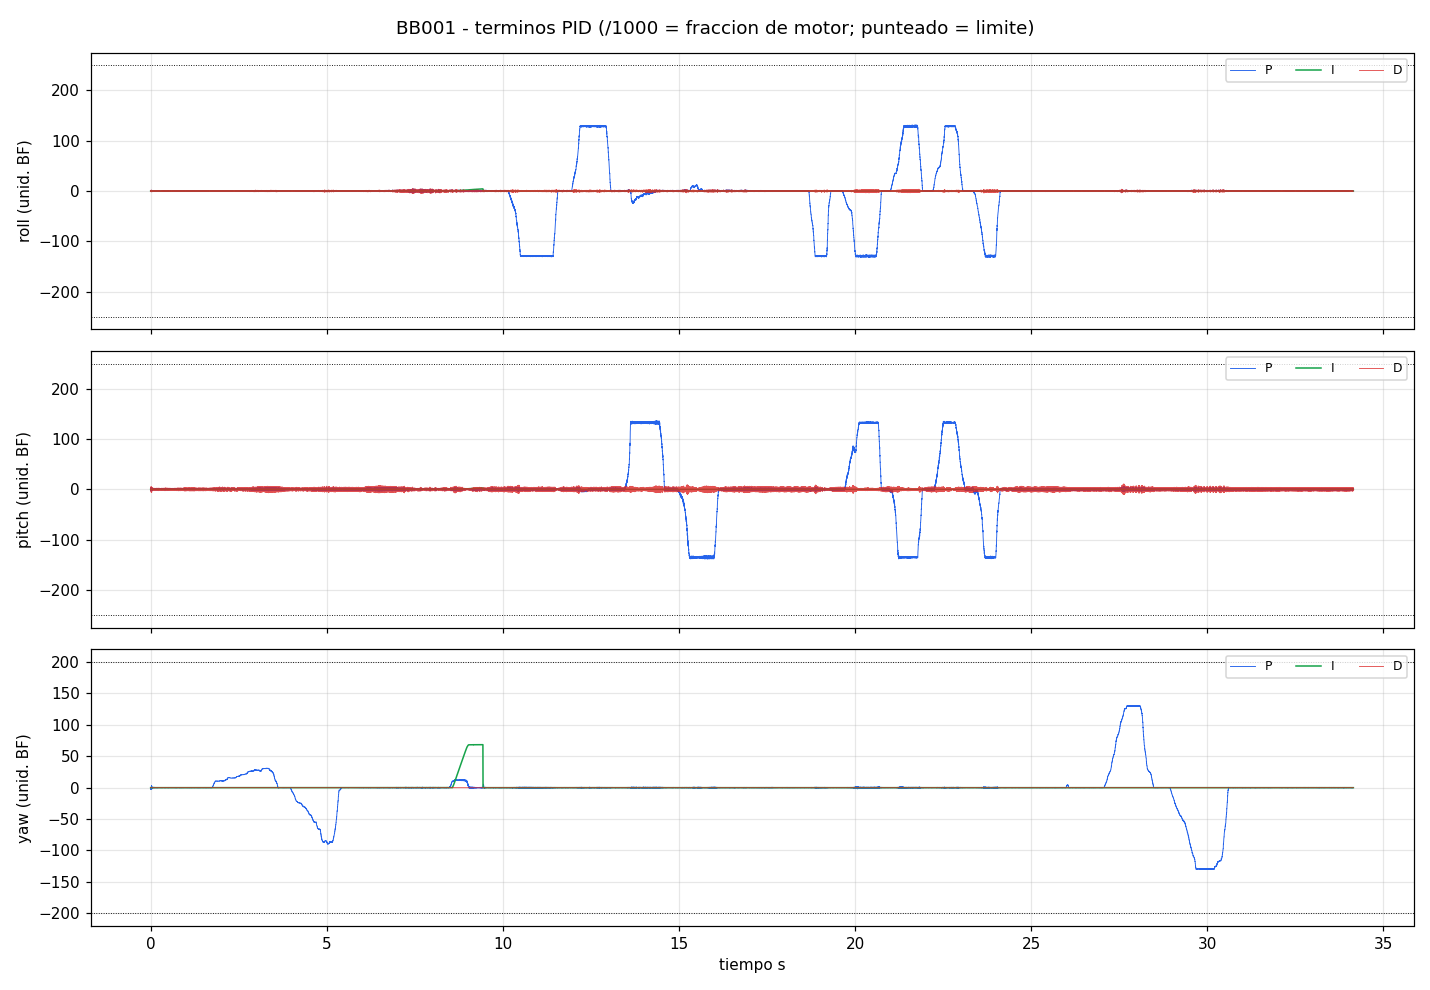 BB001 - terminos PID (/1000 = fraccion de motor; punteado = limite)
P I D
roll (unid. BF)
200
100
0
−100
−200
P I D
pitch (unid. BF)
200
100
0
−100
−200
P I D
yaw (unid. BF)
200
150
100
50
0
−50
−100
−150
−200
0 5 10 15 20 25 30 35
tiempo s